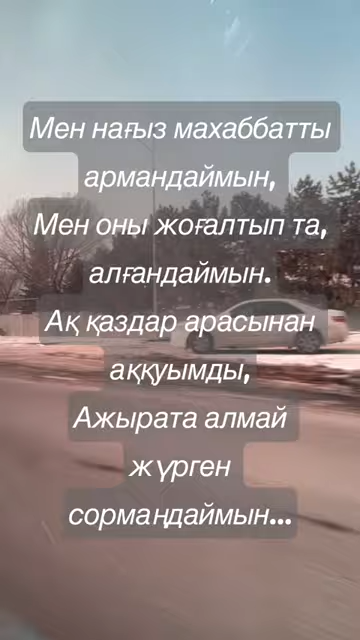 Мен нағыз махаббатты
армандаймын,
Мен оны жоғалтып та,
алғандаймын.
Ақ қаздар арасынан
аққуымды,
Ажырата алмай
жүрген
сормаңдаймын...